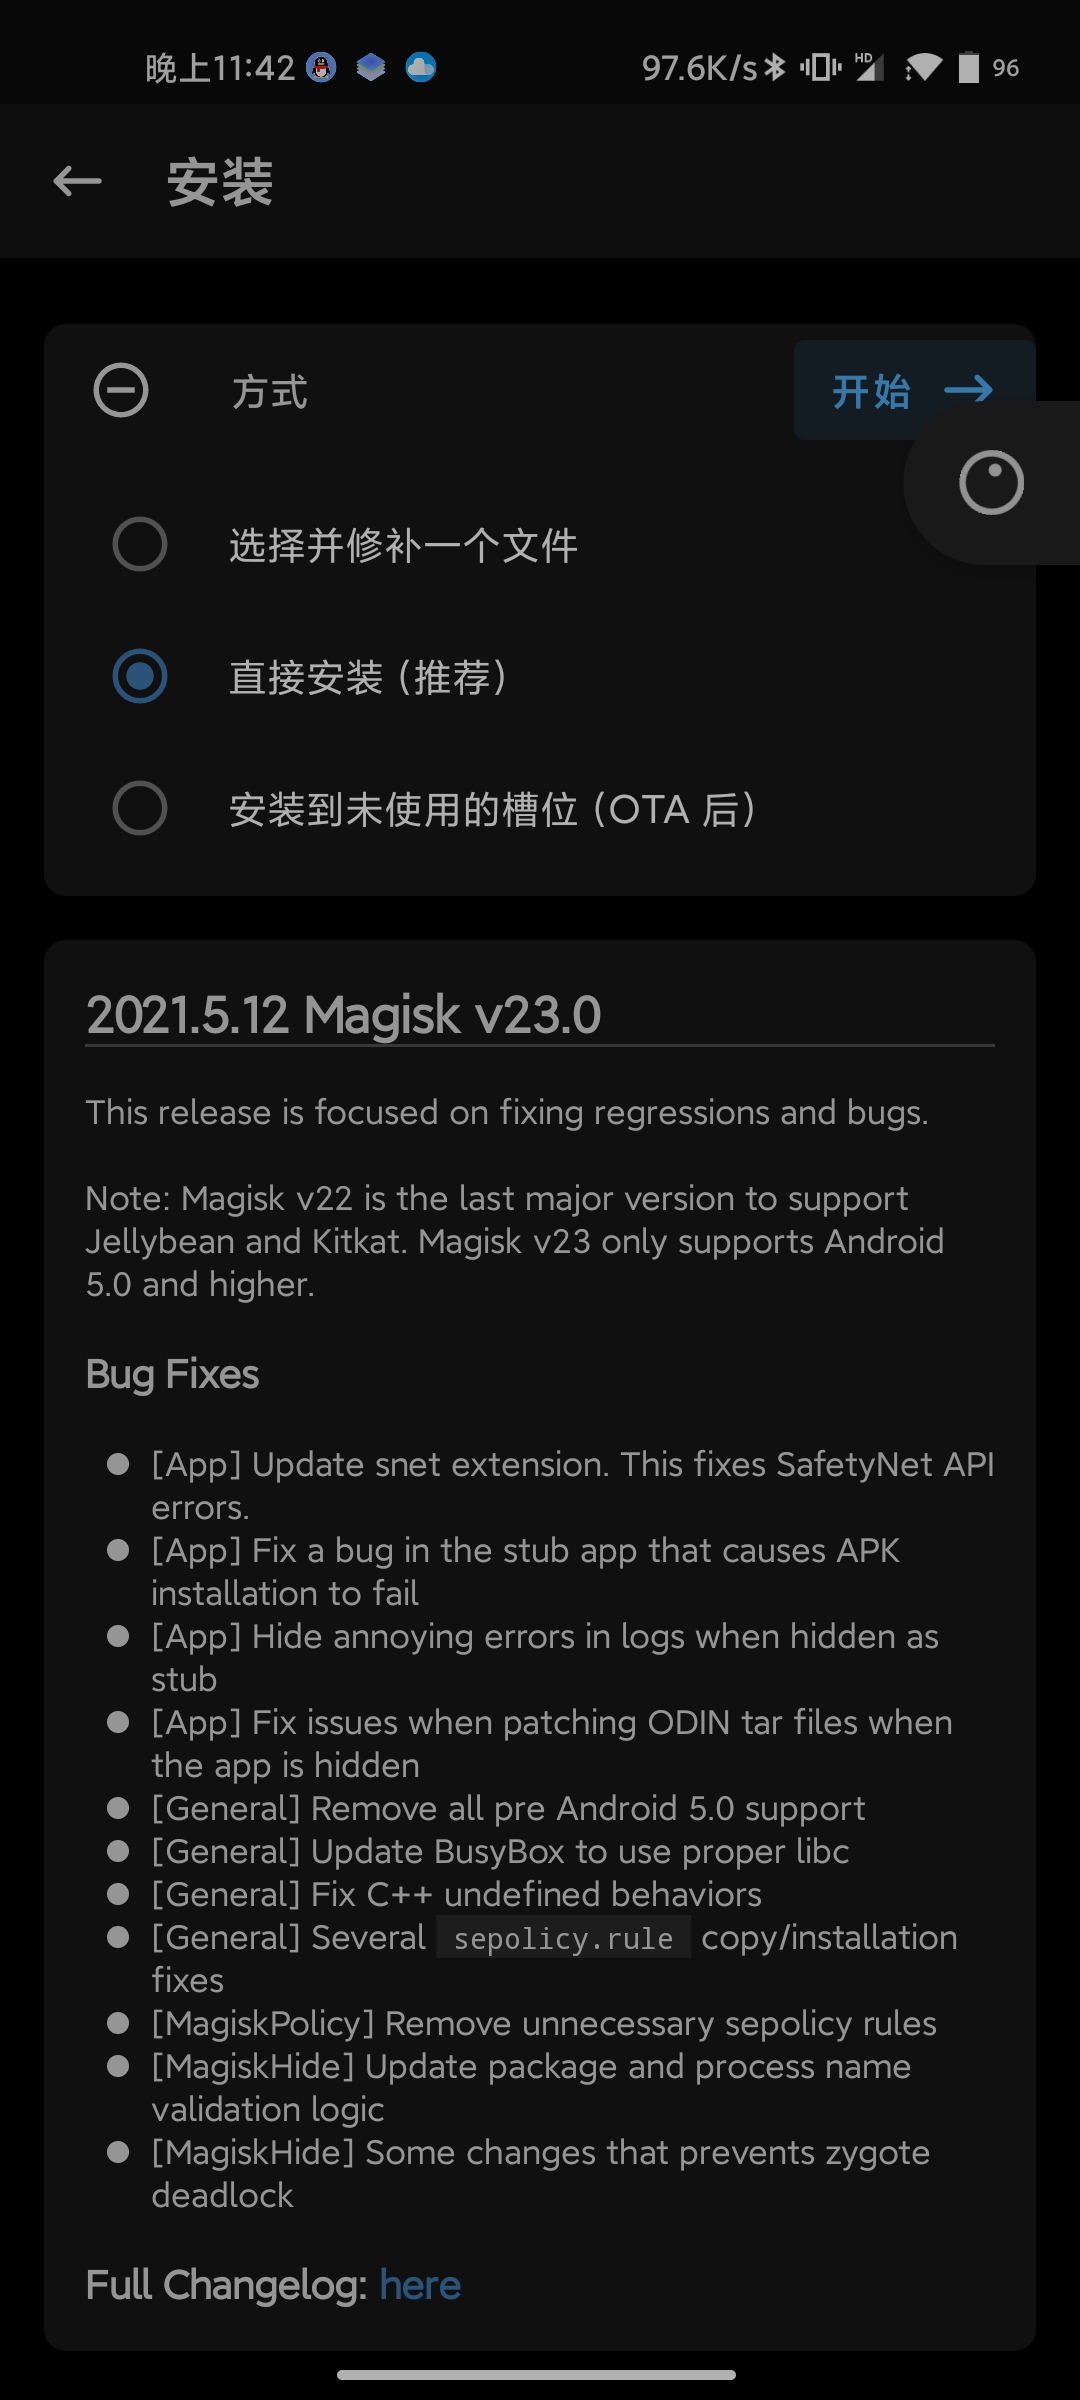 晚上11:42 97.6K/s HD 96
安装
方式 开始
选择并修补一个文件
直接安装 (推荐)
安装到未使用的槽位 (OTA 后)
2021.5.12 Magisk v23.0
This release is focused on fixing regressions and bugs.
Note: Magisk v22 is the last major version to support
Jellybean and Kitkat. Magisk v23 only supports Android
5.0 and higher.
Bug Fixes
[App] Update snet extension. This fixes SafetyNet API
errors.
[App] Fix a bug in the stub app that causes APK
installation to fail
[App] Hide annoying errors in logs when hidden as
stub
[App] Fix issues when patching ODIN tar files when
the app is hidden
[General] Remove all pre Android 5.0 support
[General] Update BusyBox to use proper libc
[General] Fix C++ undefined behaviors
[General] Several sepolicy.rule copy/installation
fixes
[MagiskPolicy] Remove unnecessary sepolicy rules
[MagiskHide] Update package and process name
validation logic
[MagiskHide] Some changes that prevents zygote
deadlock
Full Changelog: here